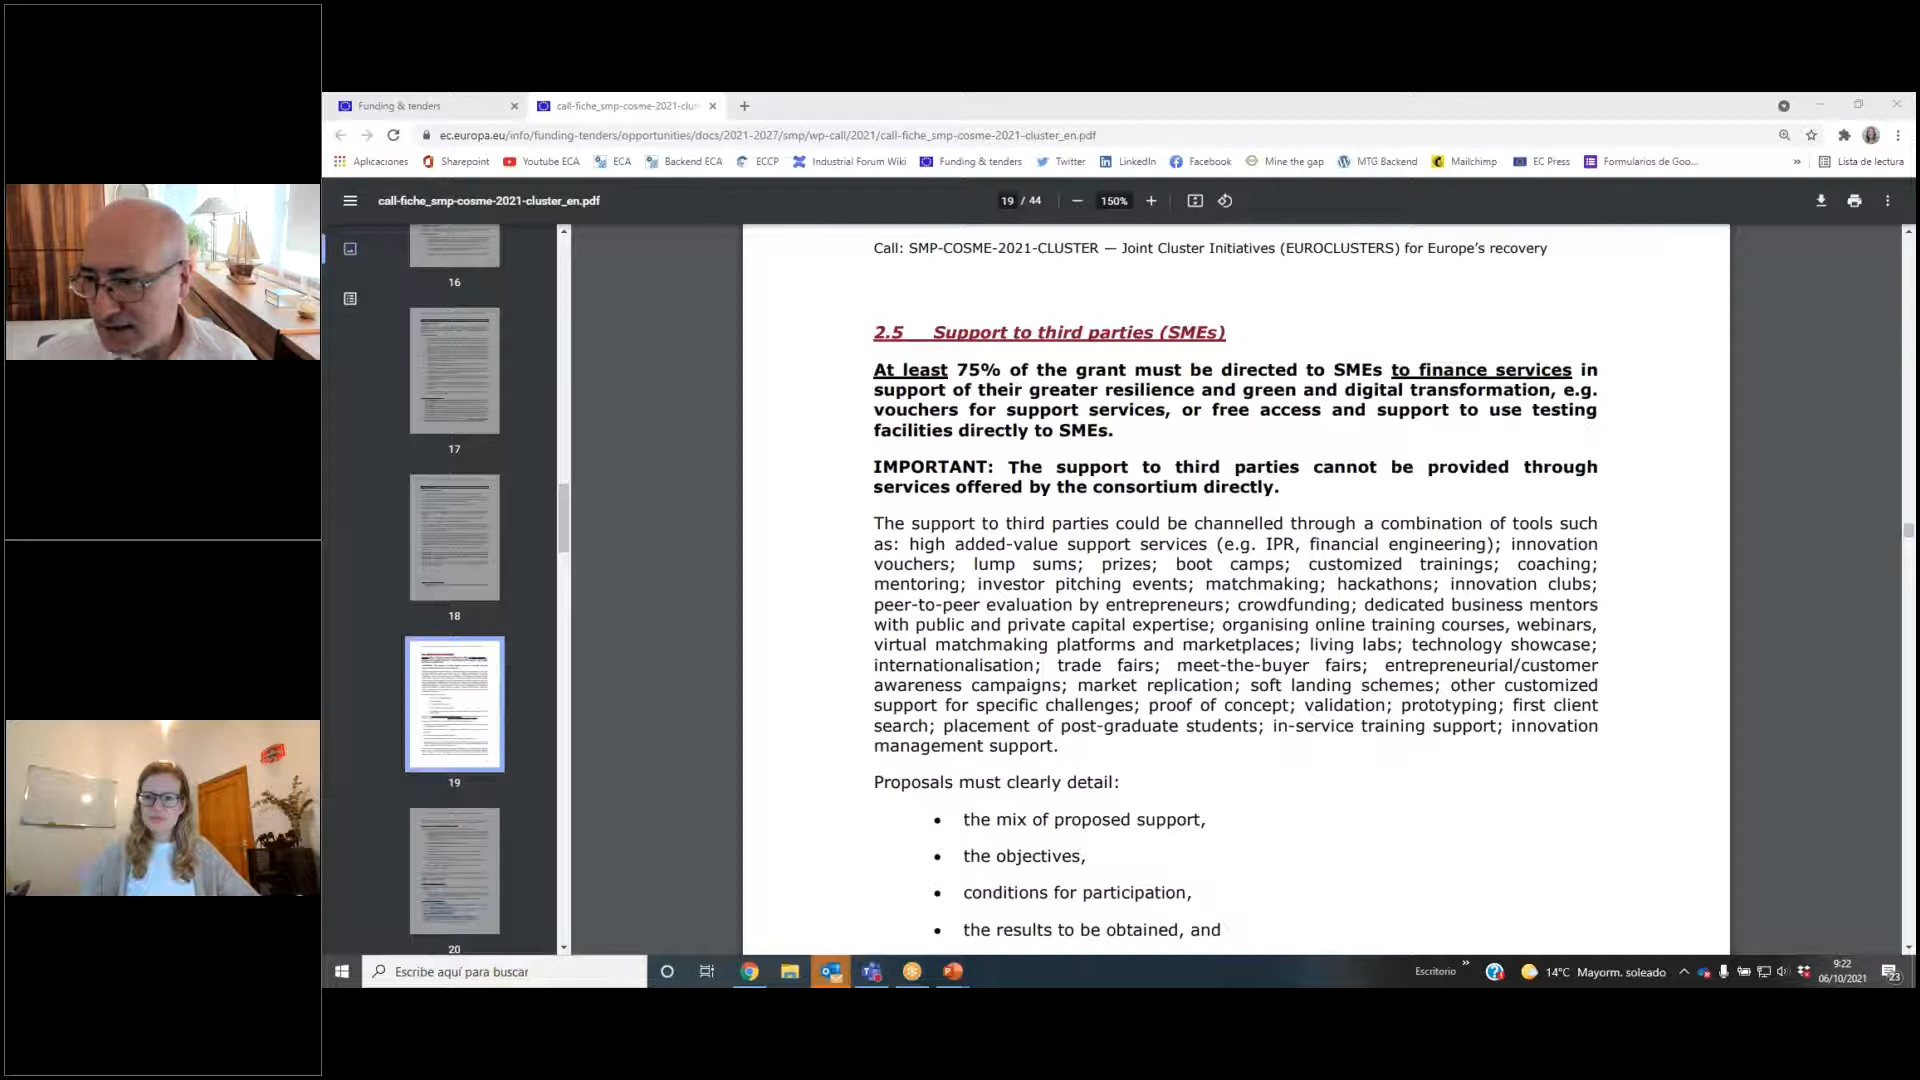 Funding & tenders
call-fiche_smp-cosme-2021-clus
ec.europa.eu/info/funding-tenders/opportunities/docs/2021-2027/smp/wp-call/2021/call-fiche_smp-cosme-2021-cluster_en.pdf
Aplicaciones Sharepoint Youtube ECA ECA Backend ECA ECCP Industrial Forum Wiki Funding & tenders Twitter LinkedIn Facebook Mine the gap MTG Backend Mailchimp EC Press Formularios de Goo... » Lista de lectura
call-fiche_smp-cosme-2021-cluster_en.pdf 19 / 44 150%
16
17
18
19
20
Call: SMP-COSME-2021-CLUSTER — Joint Cluster Initiatives (EUROCLUSTERS) for Europe's recovery
2.5 Support to third parties (SMEs)
At least 75% of the grant must be directed to SMEs to finance services in
support of their greater resilience and green and digital transformation, e.g.
vouchers for support services, or free access and support to use testing
facilities directly to SMEs.
IMPORTANT: The support to third parties cannot be provided through
services offered by the consortium directly.
The support to third parties could be channelled through a combination of tools such
as: high added-value support services (e.g. IPR, financial engineering); innovation
vouchers; lump sums; prizes; boot camps; customized trainings; coaching;
mentoring; investor pitching events; matchmaking; hackathons; innovation clubs;
peer-to-peer evaluation by entrepreneurs; crowdfunding; dedicated business mentors
with public and private capital expertise; organising online training courses, webinars,
virtual matchmaking platforms and marketplaces; living labs; technology showcase;
internationalisation; trade fairs; meet-the-buyer fairs; entrepreneurial/customer
awareness campaigns; market replication; soft landing schemes; other customized
support for specific challenges; proof of concept; validation; prototyping; first client
search; placement of post-graduate students; in-service training support; innovation
management support.
Proposals must clearly detail:
• the mix of proposed support,
• the objectives,
• conditions for participation,
• the results to be obtained, and
Escribe aquí para buscar
Escritorio » 14°C Mayorm. soleado
9:22
06/10/2021
23